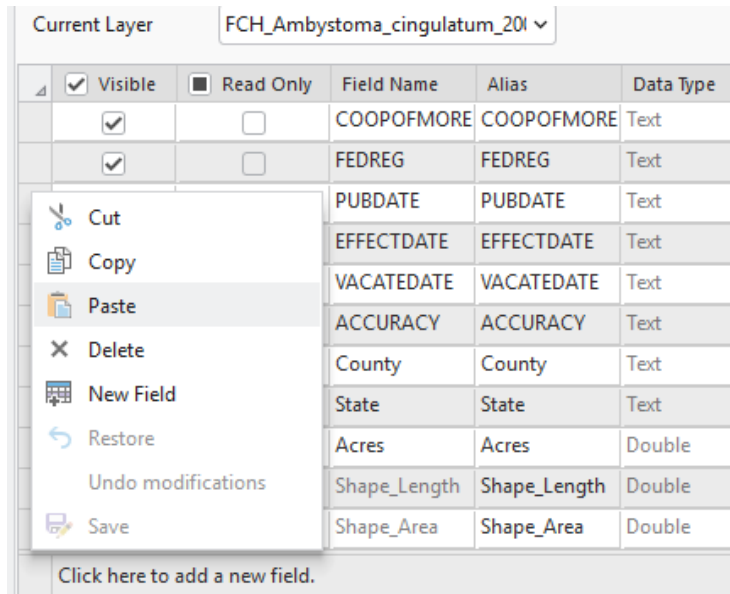 Current Layer FCH_Ambystoma_cingulatum_20
Visible Read Only Field Name Alias Data Type
COOPOFMORE COOPOFMORE Text
FEDREG FEDREG Text
PUBDATE PUBDATE Text
Cut
EFFECTDATE EFFECTDATE Text
Copy
VACATEDATE VACATEDATE Text
Paste
ACCURACY ACCURACY Text
Delete
County County Text
New Field
State State Text
Restore
Acres Acres Double
Undo modifications
Shape_Length Shape_Length Double
Save
Shape_Area Shape_Area Double
Click here to add a new field.